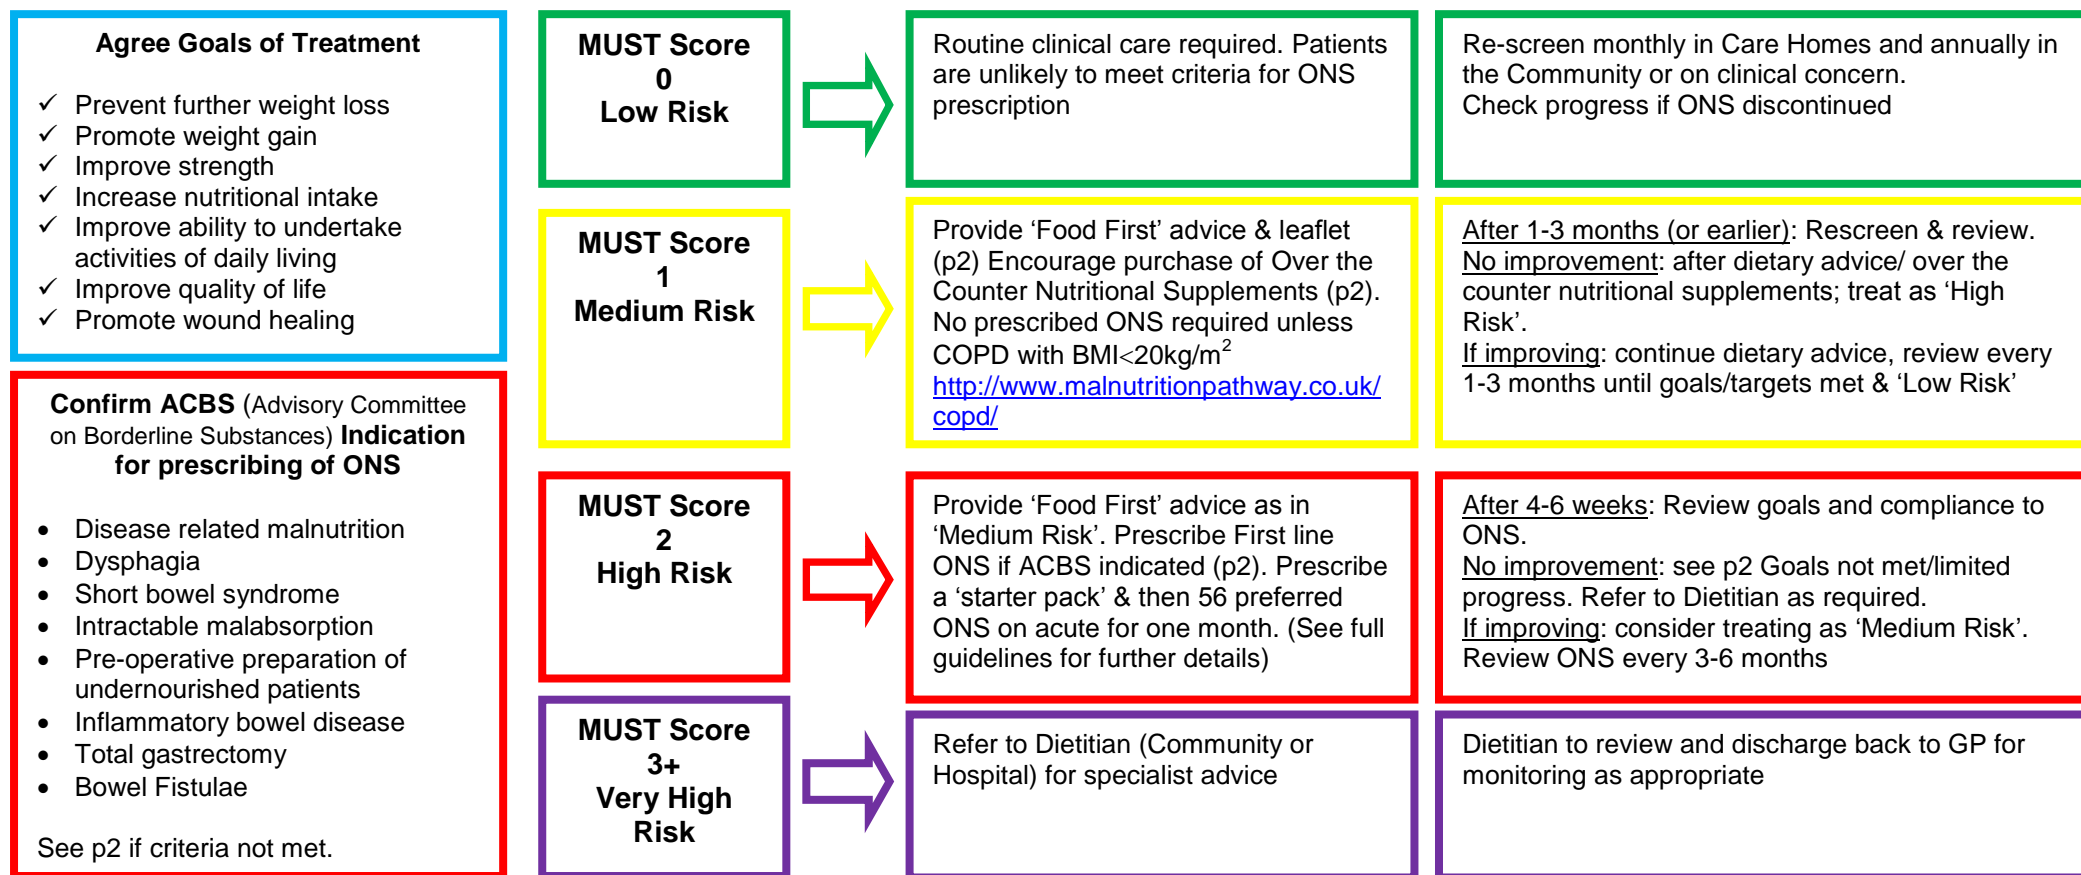 Agree Goals of Treatment
✓ Prevent further weight loss
✓ Promote weight gain
✓ Improve strength
✓ Increase nutritional intake
✓ Improve ability to undertake
activities of daily living
✓ Improve quality of life
✓ Promote wound healing
Confirm ACBS (Advisory Committee
on Borderline Substances) Indication
for prescribing of ONS
• Disease related malnutrition
• Dysphagia
• Short bowel syndrome
• Intractable malabsorption
• Pre-operative preparation of
undernourished patients
• Inflammatory bowel disease
• Total gastrectomy
• Bowel Fistulae
See p2 if criteria not met.
MUST Score
0
Low Risk
Routine clinical care required. Patients
are unlikely to meet criteria for ONS
prescription
Re-screen monthly in Care Homes and annually in
the Community or on clinical concern.
Check progress if ONS discontinued
MUST Score
1
Medium Risk
Provide ‘Food First’ advice & leaflet
(p2) Encourage purchase of Over the
Counter Nutritional Supplements (p2).
No prescribed ONS required unless
COPD with BMI<20kg/m²
http://www.malnutritionpathway.co.uk/
copd/
After 1-3 months (or earlier): Rescreen & review.
No improvement: after dietary advice/ over the
counter nutritional supplements; treat as ‘High
Risk’.
If improving: continue dietary advice, review every
1-3 months until goals/targets met & ‘Low Risk’
MUST Score
2
High Risk
Provide ‘Food First’ advice as in
‘Medium Risk’. Prescribe First line
ONS if ACBS indicated (p2). Prescribe
a ‘starter pack’ & then 56 preferred
ONS on acute for one month. (See full
guidelines for further details)
After 4-6 weeks: Review goals and compliance to
ONS.
No improvement: see p2 Goals not met/limited
progress. Refer to Dietitian as required.
If improving: consider treating as ‘Medium Risk’.
Review ONS every 3-6 months
MUST Score
3+
Very High
Risk
Refer to Dietitian (Community or
Hospital) for specialist advice
Dietitian to review and discharge back to GP for
monitoring as appropriate